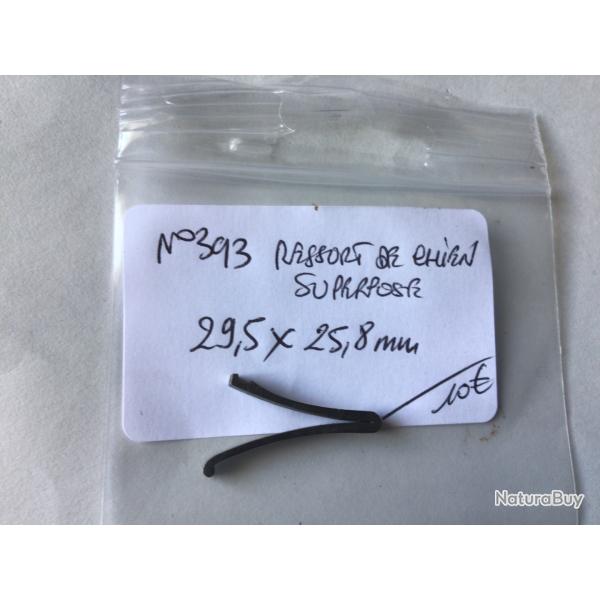 N°393 RESSORT DE CHIEN
SUPERPOSE
29,5 x 25,8 mm
10€
NaturaBuy